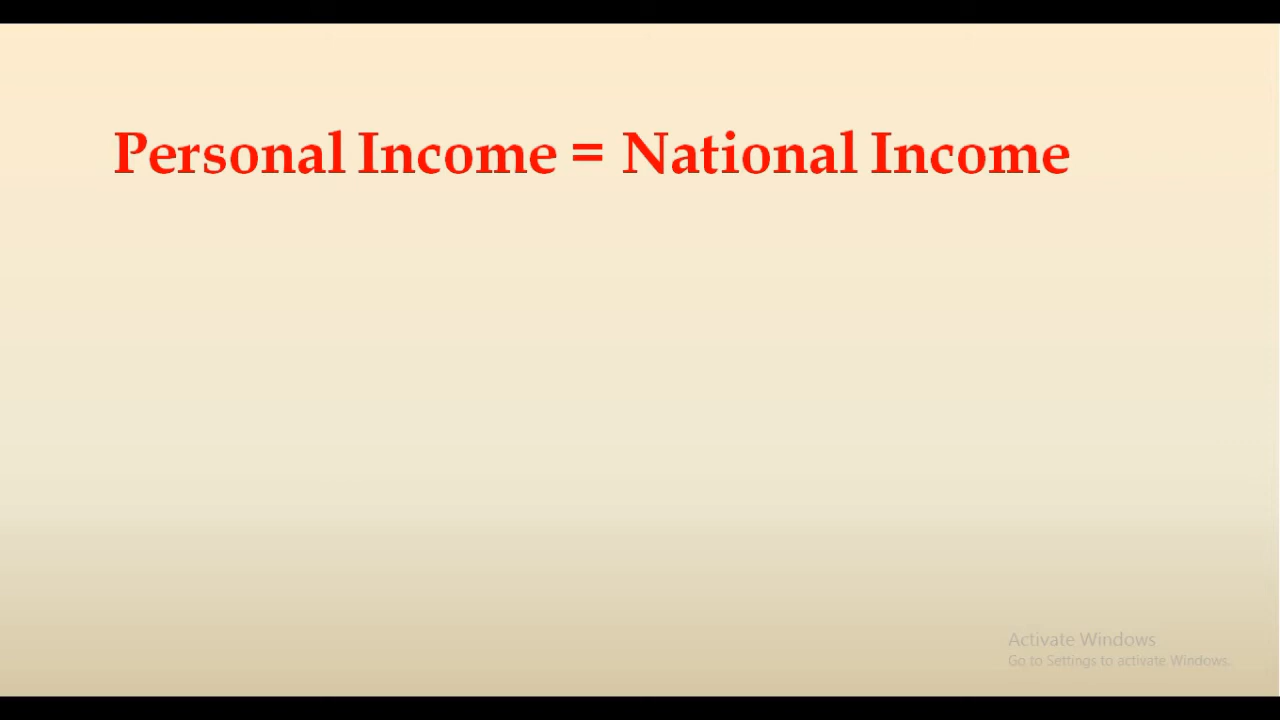 Personal Income = National Income
Activate Windows
Go to Settings to activate Windows.